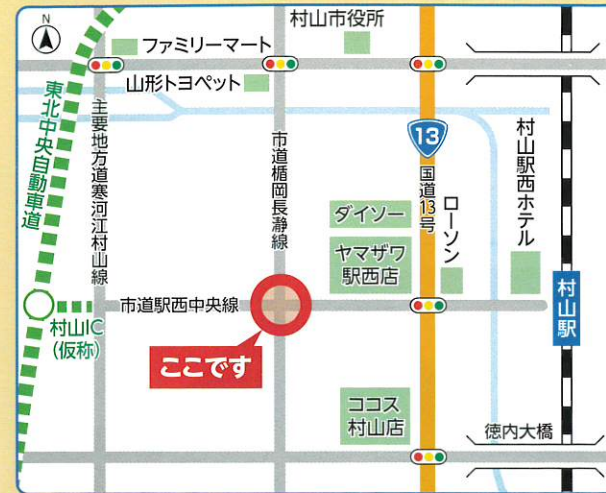 N
村山市役所
ファミリーマート
山形トヨペット
東北中央自動車道
主要地方道寒河江村山線
市道楯岡長瀞線
13
国道13号
ダイソー
ヤマザワ
駅西店
ローソン
村山駅西ホテル
村山駅
市道駅西中央線
村山IC
(仮称)
ここです
ココス
村山店
徳内大橋